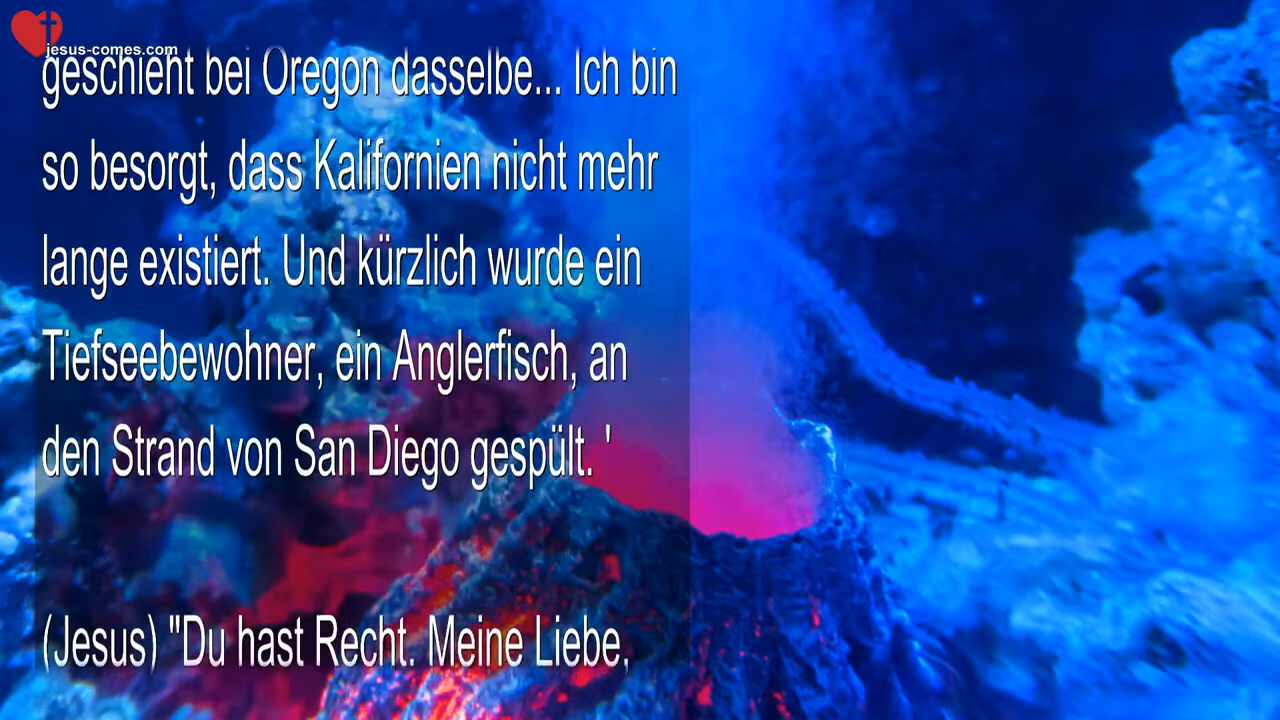 jesus-comes.com
geschieht bei Oregon dasselbe... Ich bin
so besorgt, dass Kalifornien nicht mehr
lange existiert. Und kürzlich wurde ein
Tiefseebewohner, ein Anglerfisch, an
den Strand von San Diego gespült. '
(Jesus) "Du hast Recht. Meine Liebe,